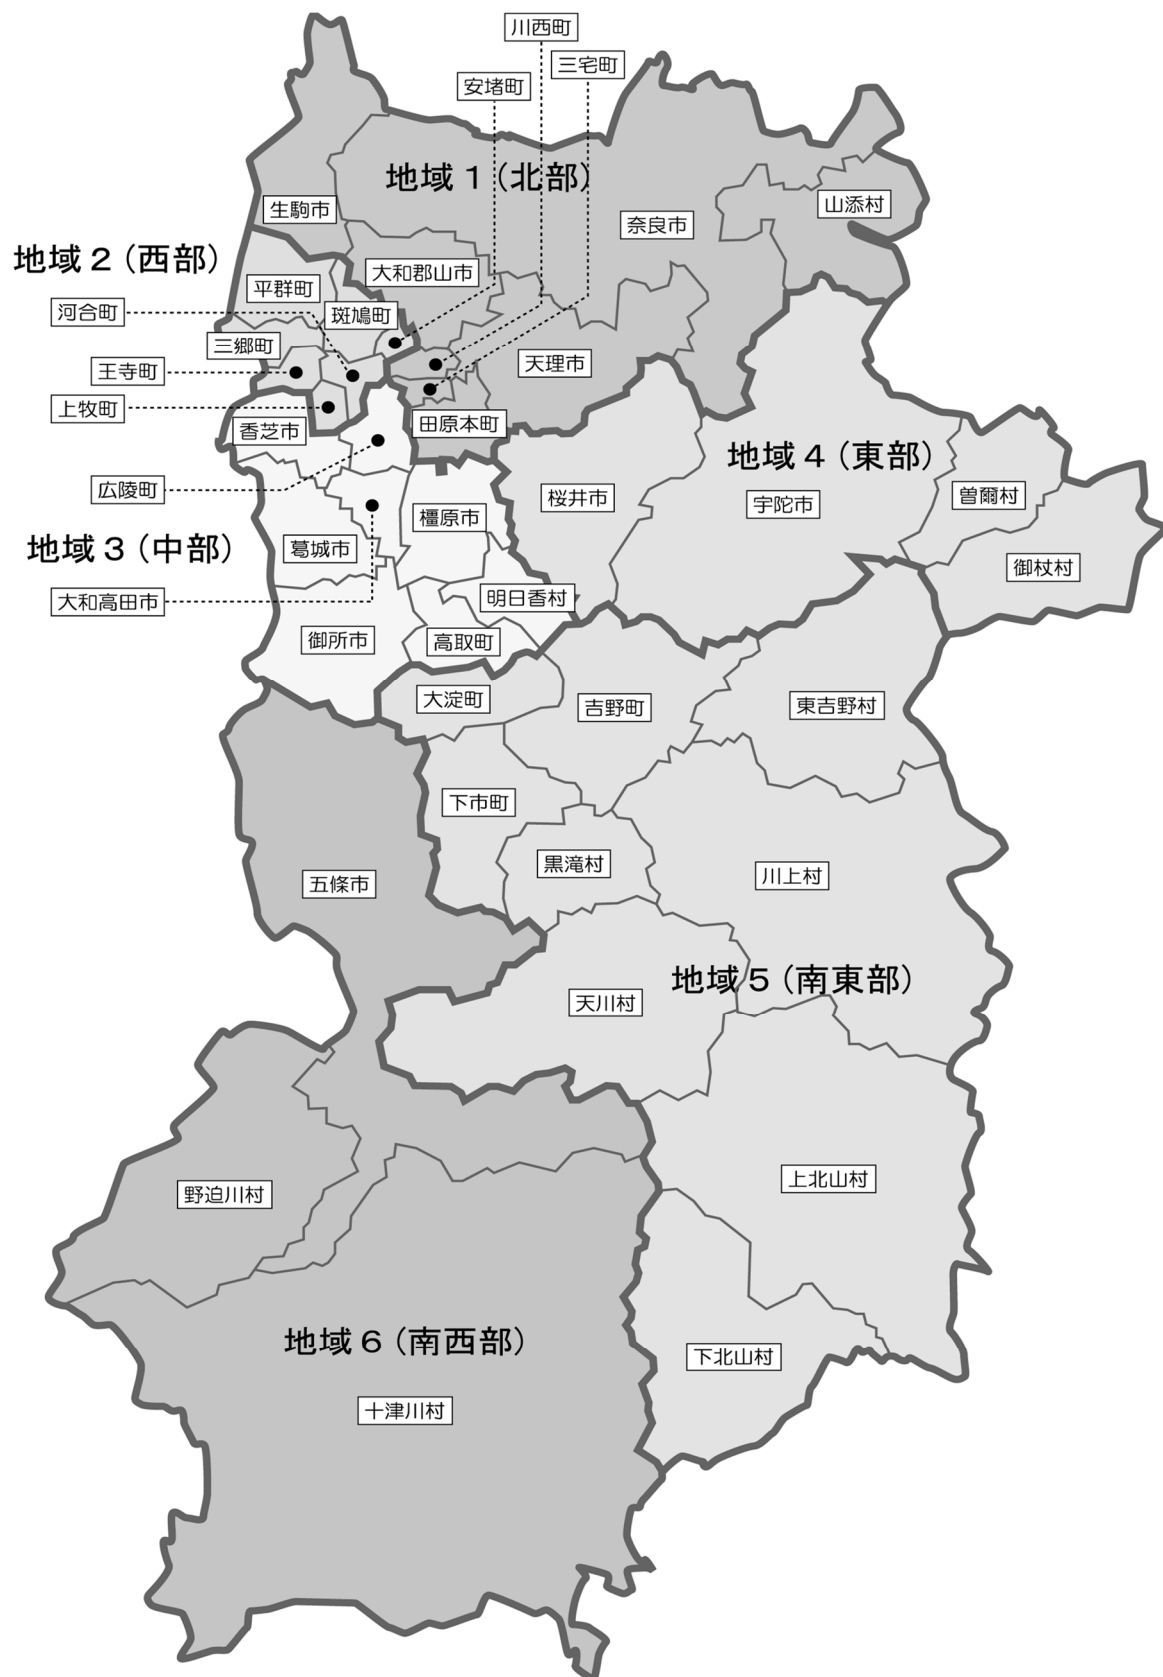 川西町
三宅町
安堵町
地域1(北部)
生駒市
奈良市
山添村
地域2(西部)
大和郡山市
平群町
河合町
斑鳩町
三郷町
天理市
王寺町
上牧町
香芝市
田原本町
地域4(東部)
広陵町
桜井市
宇陀市
曽爾村
橿原市
地域3(中部)
葛城市
御杖村
大和高田市
明日香村
御所市
高取町
大淀町
吉野町
東吉野村
下市町
黒滝村
川上村
五條市
地域5(南東部)
天川村
上北山村
野迫川村
地域6(南西部)
下北山村
十津川村